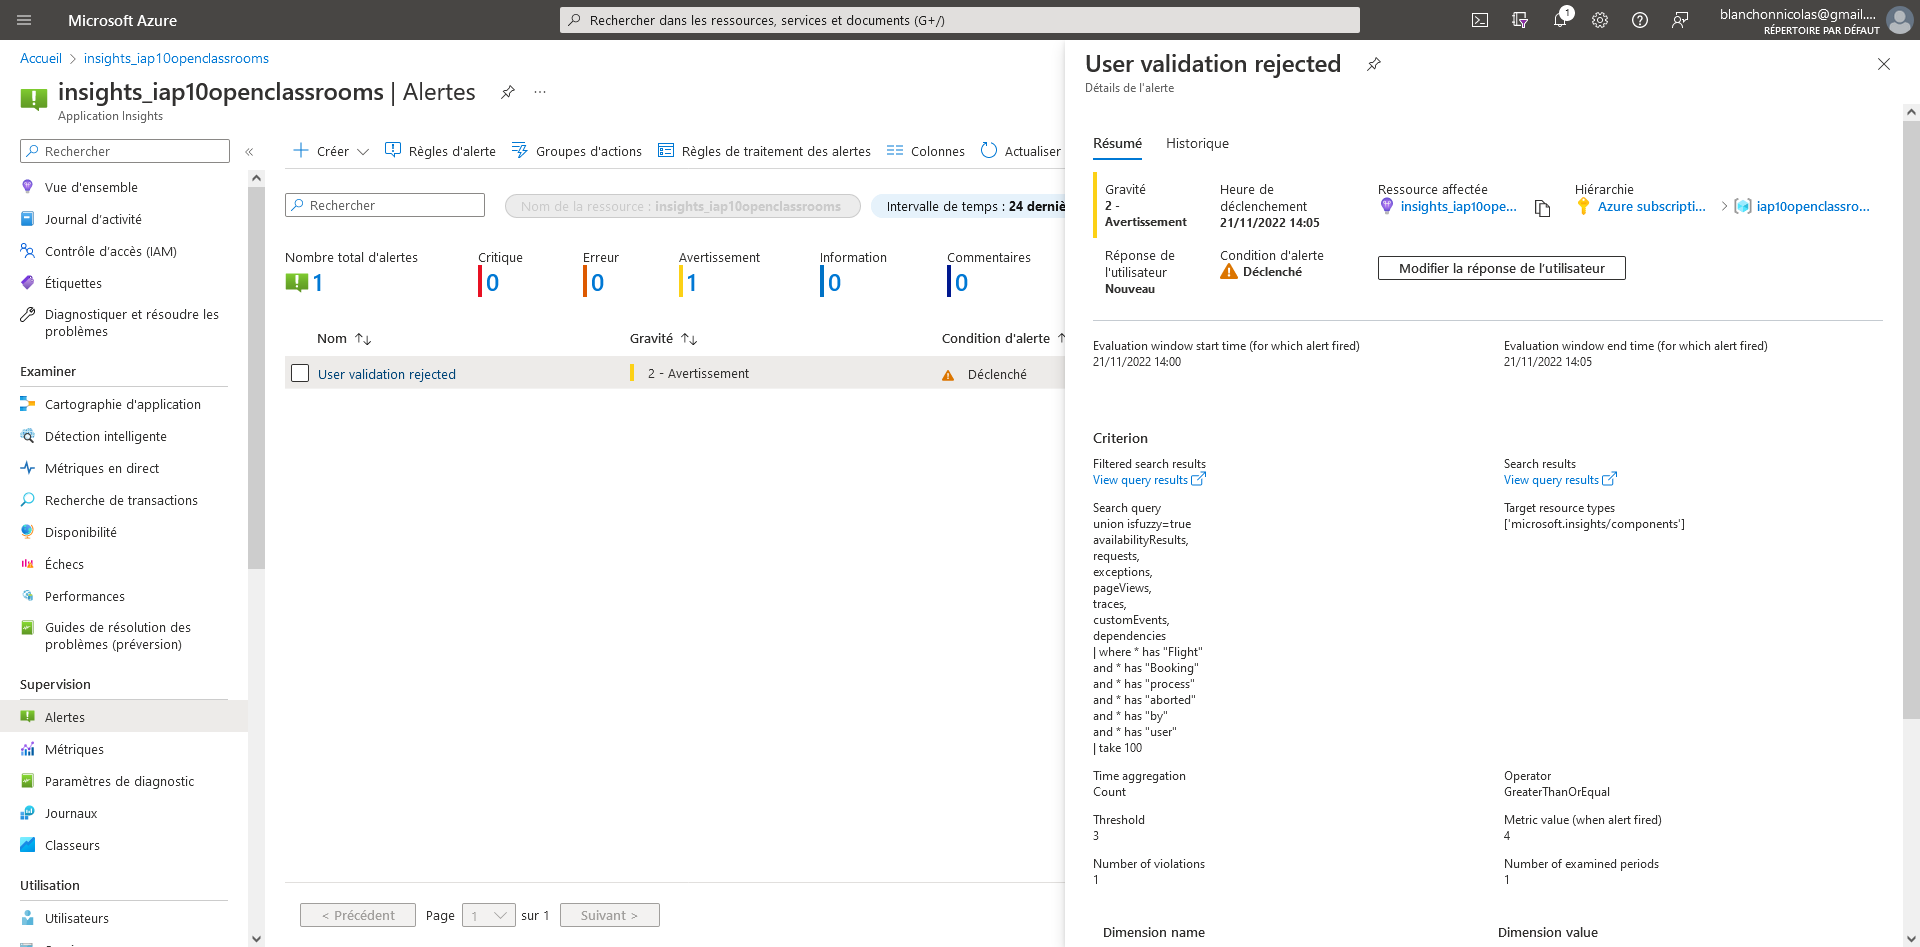 Microsoft Azure
Rechercher dans les ressources, services et documents (G+/)
1
blanchonnicolas@gmail....
RÉPERTOIRE PAR DÉFAUT
Accueil > insights_iap10openclassrooms
insights_iap10openclassrooms | Alertes ...
Application Insights
Rechercher
«
Vue d'ensemble
Journal d'activité
Contrôle d'accès (IAM)
Étiquettes
Diagnostiquer et résoudre les
problèmes
Examiner
Cartographie d'application
Détection intelligente
Métriques en direct
Recherche de transactions
Disponibilité
Échecs
Performances
Guides de résolution des
problèmes (préversion)
Supervision
Alertes
Métriques
Paramètres de diagnostic
Journaux
Classeurs
Utilisation
Utilisateurs
Créer Règles d'alerte Groupes d'actions Règles de traitement des alertes Colonnes Actualiser
Rechercher
Nom de la ressource : insights_iap10openclassrooms
Intervalle de temps : 24 derniè
Nombre total d'alertes Critique Erreur Avertissement Information Commentaires
1 0 0 1 0 0
Nom Gravité Condition d'alerte
User validation rejected 2 - Avertissement Déclenché
< Précédent Page 1 sur 1 Suivant >
User validation rejected
Détails de l'alerte
Résumé Historique
Gravité
2 -
Avertissement
Heure de
déclenchement
21/11/2022 14:05
Ressource affectée
insights_iap10ope...
Hiérarchie
Azure subscripti... > iap10openclassro...
Réponse de
l'utilisateur
Nouveau
Condition d'alerte
Déclenché
Modifier la réponse de l'utilisateur
Evaluation window start time (for which alert fired)
21/11/2022 14:00
Evaluation window end time (for which alert fired)
21/11/2022 14:05
Criterion
Filtered search results
View query results
Search results
View query results
Search query
union isfuzzy=true
availabilityResults,
requests,
exceptions,
pageViews,
traces,
customEvents,
dependencies
| where * has "Flight"
and * has "Booking"
and * has "process"
and * has "aborted"
and * has "by"
and * has "user"
| take 100
Target resource types
['microsoft.insights/components']
Time aggregation
Count
Operator
GreaterThanOrEqual
Threshold
3
Metric value (when alert fired)
4
Number of violations
1
Number of examined periods
1
Dimension name
Dimension value